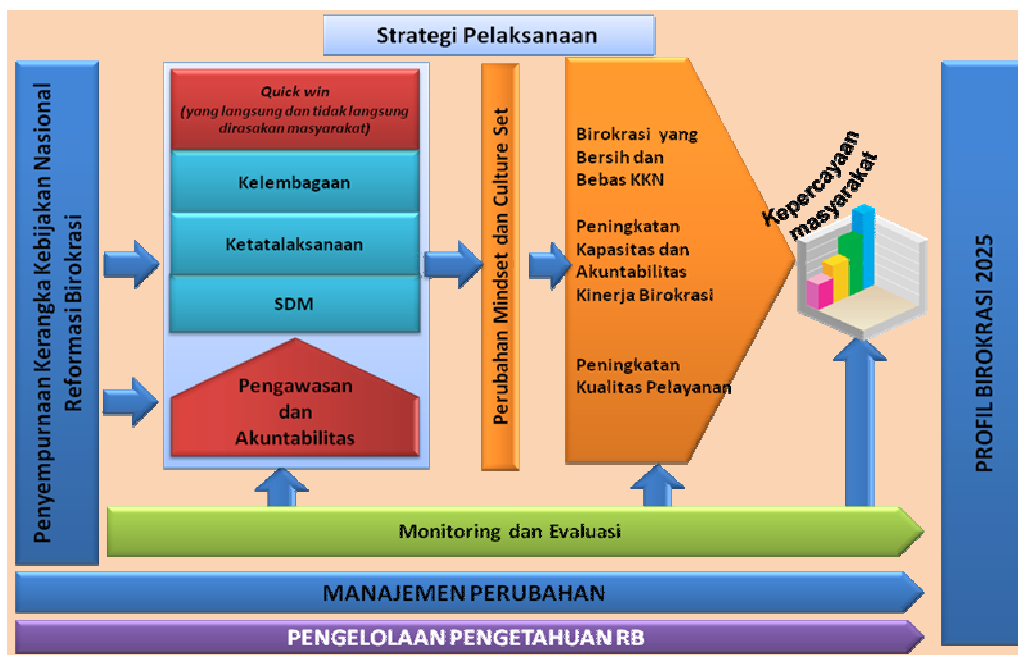 Strategi Pelaksanaan
Penyempurnaan Kerangka Kebijakan Nasional
Reformasi Birokrasi
Quick win
(yang langsung dan tidak langsung
dirasakan masyarakat)
Kelembagaan
Ketatalaksanaan
SDM
Pengawasan
dan
Akuntabilitas
Perubahan Mindset dan Culture Set
Birokrasi yang
Bersih dan
Bebas KKN
Peningkatan
Kapasitas dan
Akuntabilitas
Kinerja Birokrasi
Peningkatan
Kualitas Pelayanan
Kepercayaan
masyarakat
PROFIL BIROKRASI 2025
Monitoring dan Evaluasi
MANAJEMEN PERUBAHAN
PENGELOLAAN PENGETAHUAN RB